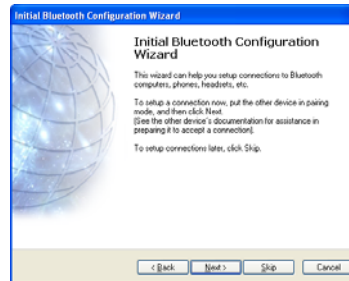 Initial Bluetooth Configuration Wizard
Initial Bluetooth Configuration
Wizard
This wizard can help you setup connections to Bluetooth
computers, phones, headsets, etc.
To setup a connection now, put the other device in pairing
mode, and then click Next.
(See the other device's documentation for assistance in
preparing it to accept a connection).
To setup connections later, click Skip.
< Back
Next >
Skip
Cancel